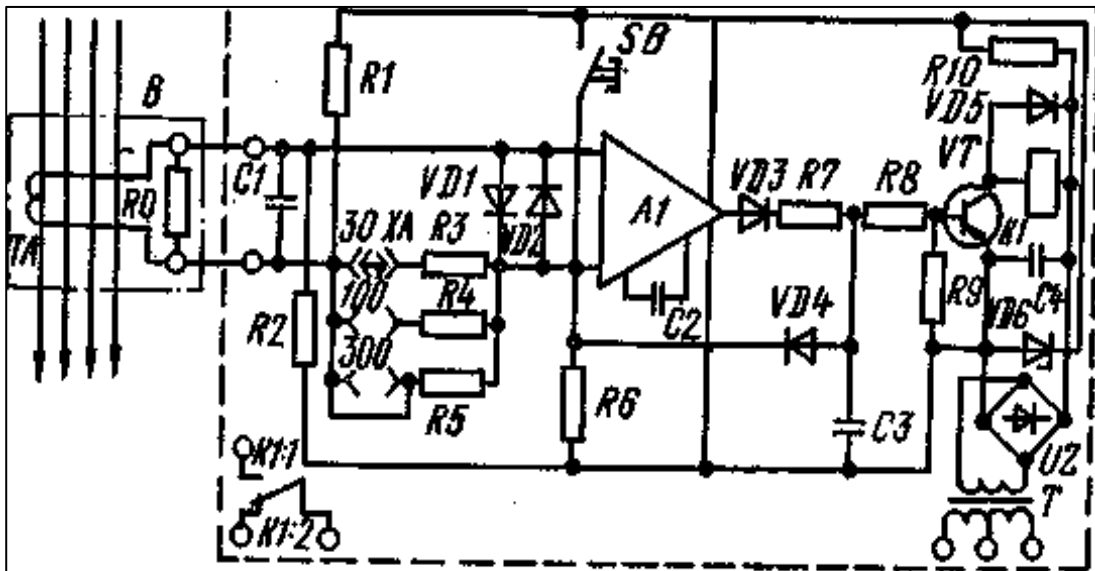 B
R1
SB
R10
VD5
VT
C1
VD1
R0
TA
30 XA R3
VD2
A1
VD3 R7
R8
K1
100
R4
C2
VD4
R9
C4
R2
300
VD6
R5
R6
C3
U2
K1:1
T
K1:2